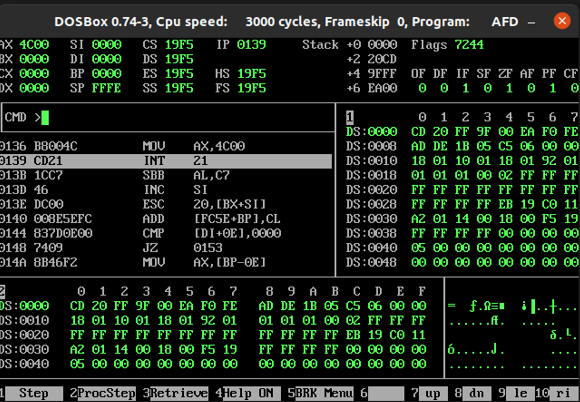 DOSBox 0.74-3, Cpu speed: 3000 cycles, Frameskip 0, Program: AFD
AX 4C00 SI 0000 CS 19F5 IP 0139 Stack +0 0000 Flags 7244
BX 0000 DI 0000 DS 19F5 +2 20CD
CX 0000 BP 0000 ES 19F5 HS 19F5 +4 9FFF OF DF IF SF ZF AF PF CF
DX 0000 SP FFFE SS 19F5 FS 19F5 +6 EA00 0 0 1 0 1 0 1 0
CMD >
1 0 1 2 3 4 5 6 7
DS:0000 CD 20 FF 9F 00 EA F0 FE
DS:0008 AD DE 1B 05 C5 06 00 00
0136 B8004C MOV AX,4C00 DS:0010 18 01 10 01 18 01 92 01
0139 CD21 INT 21 DS:0018 01 01 01 00 02 FF FF FF
013B 1CC7 SBB AL,C7 DS:0020 FF FF FF FF FF FF FF FF
013D 46 INC SI DS:0028 FF FF FF FF EB 19 C0 11
013E DC00 ESC 20,[BX+SI] DS:0030 A2 01 14 00 18 00 F5 19
0140 008E5EFC ADD [FC5E+BP],CL DS:0038 FF FF FF FF 00 00 00 00
0144 837D0E00 CMP [DI+0E],0000 DS:0040 05 00 00 00 00 00 00 00
0148 7409 JZ 0153 DS:0048 00 00 00 00 00 00 00 00
014A 8B46F2 MOV AX,[BP-0E]
2 0 1 2 3 4 5 6 7 8 9 A B C D E F
DS:0000 CD 20 FF 9F 00 EA F0 FE AD DE 1B 05 C5 06 00 00
DS:0010 18 01 10 01 18 01 92 01 01 01 01 00 02 FF FF FF
DS:0020 FF FF FF FF FF FF FF FF FF FF FF FF EB 19 C0 11
DS:0030 A2 01 14 00 18 00 F5 19 FF FF FF FF 00 00 00 00
DS:0040 05 00 00 00 00 00 00 00 00 00 00 00 00 00 00 00
1 Step 2 ProcStep 3 Retrieve 4 Help ON 5 BRK Menu 6 7 up 8 dn 9 le 10 ri